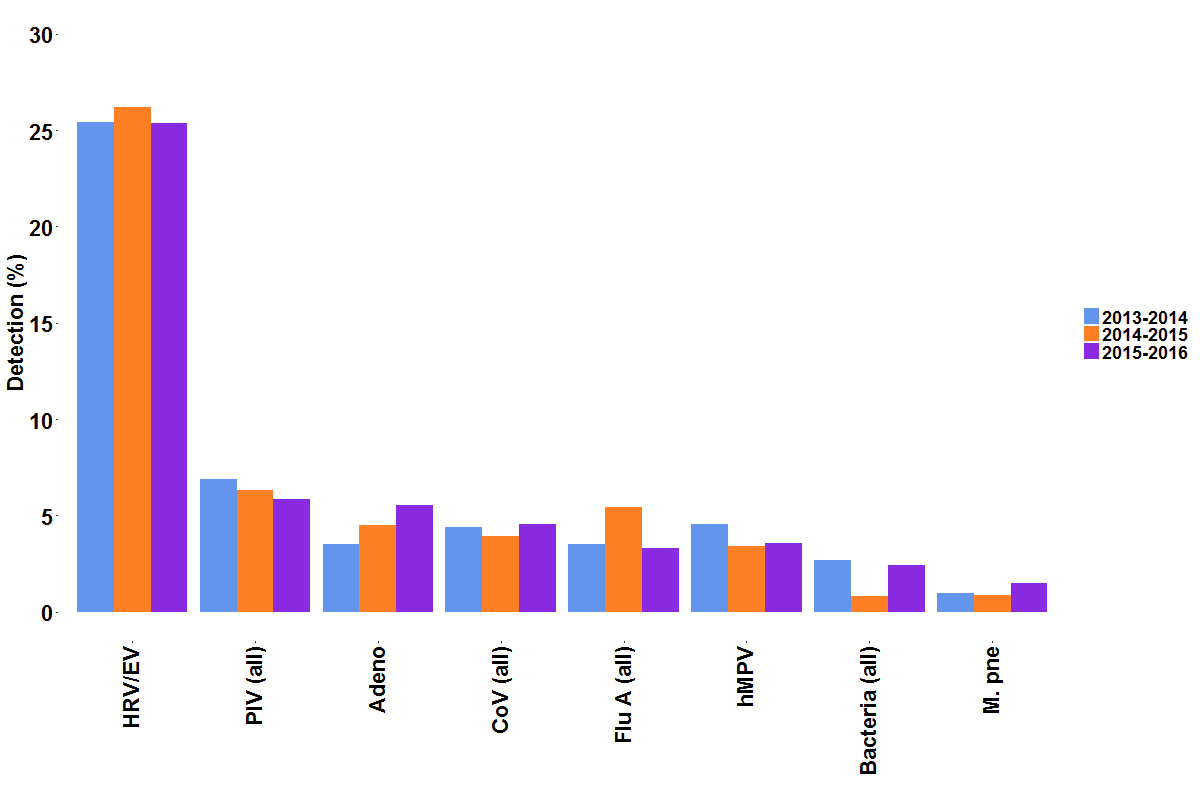 30
25
20
15
10
5
0
Detection (%)
HRV/EV
PIV (all)
Adeno
CoV (all)
Flu A (all)
hMPV
Bacteria (all)
M. pne
2013-2014
2014-2015
2015-2016